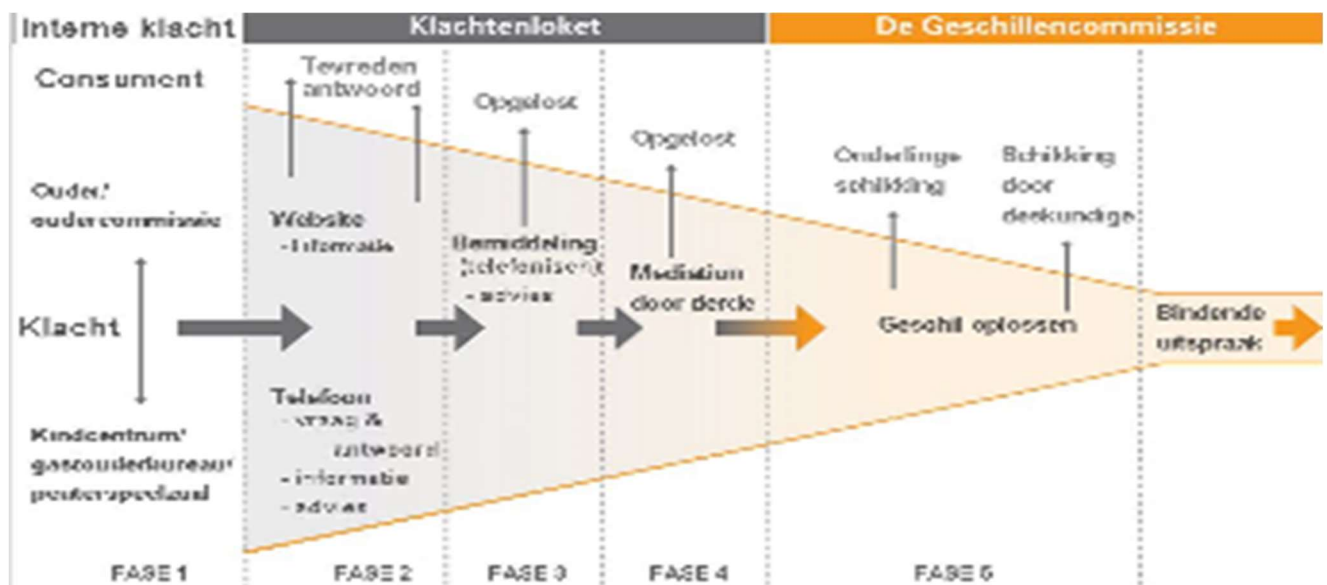 Interne klacht
Klachtenloket
De Geschillencommissie
Consument
Ouder/
oudercommissie
Klacht
Kindcentrum/
gastouderbureau/
peuterspeelzaal
Tevreden
antwoord
Website
- informatie
Telefoon
- vraag &
antwoord
- informatie
- advies
Opgelost
Bemiddeling
(telefonisch)
- advies
Opgelost
Mediation
door derde
Onderlinge
schikking
Schikking
door
deskundige
Geschil oplossen
Bindende
uitspraak
FASE 1
FASE 2
FASE 3
FASE 4
FASE 5